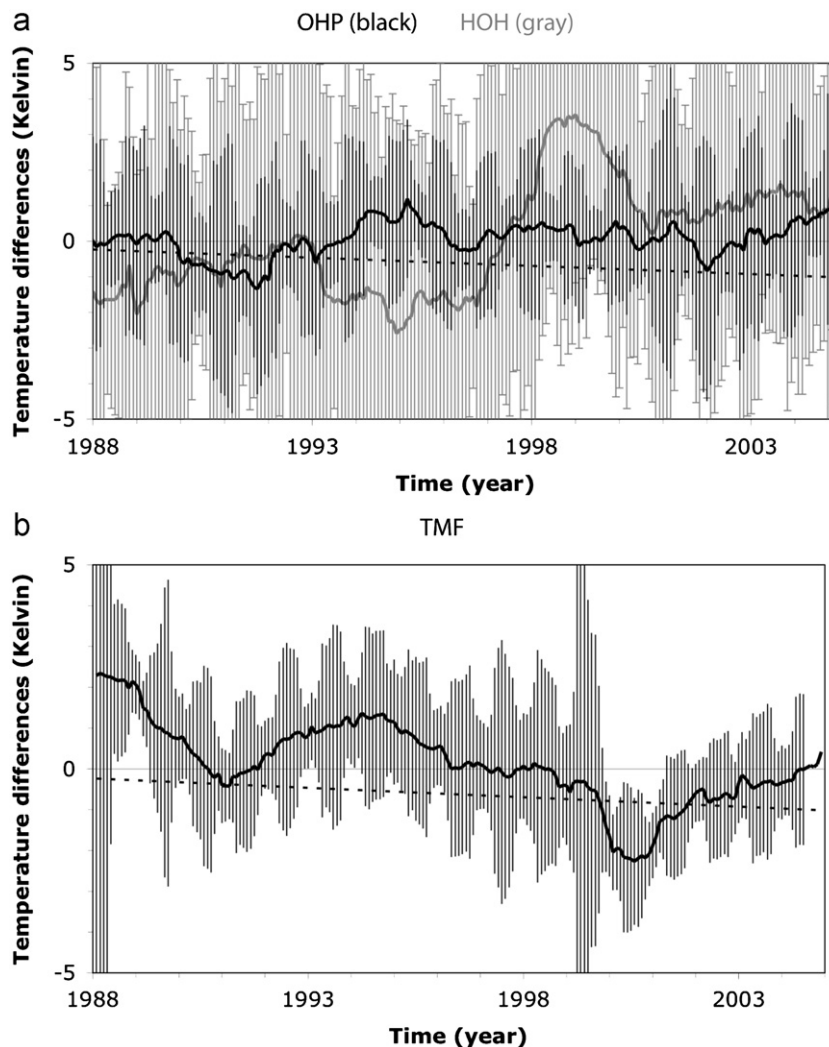 a
OHP (black) HOH (gray)
Temperature differences (Kelvin)
5
0
-5
1988 1993 1998 2003
Time (year)
b
TMF
Temperature differences (Kelvin)
5
0
-5
1988 1993 1998 2003
Time (year)